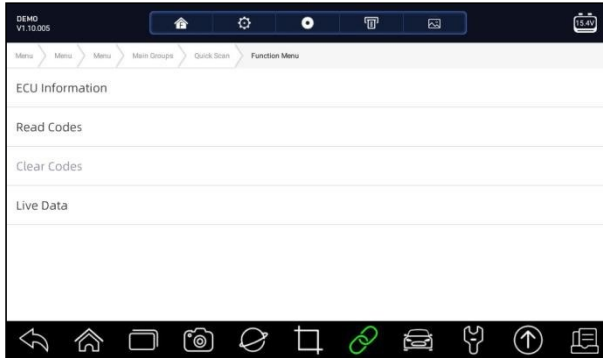 DEMO
V1.10.005
15.4V
Menu
Menu
Menu
Main Groups
Quick Scan
Function Menu
ECU Information
Read Codes
Clear Codes
Live Data